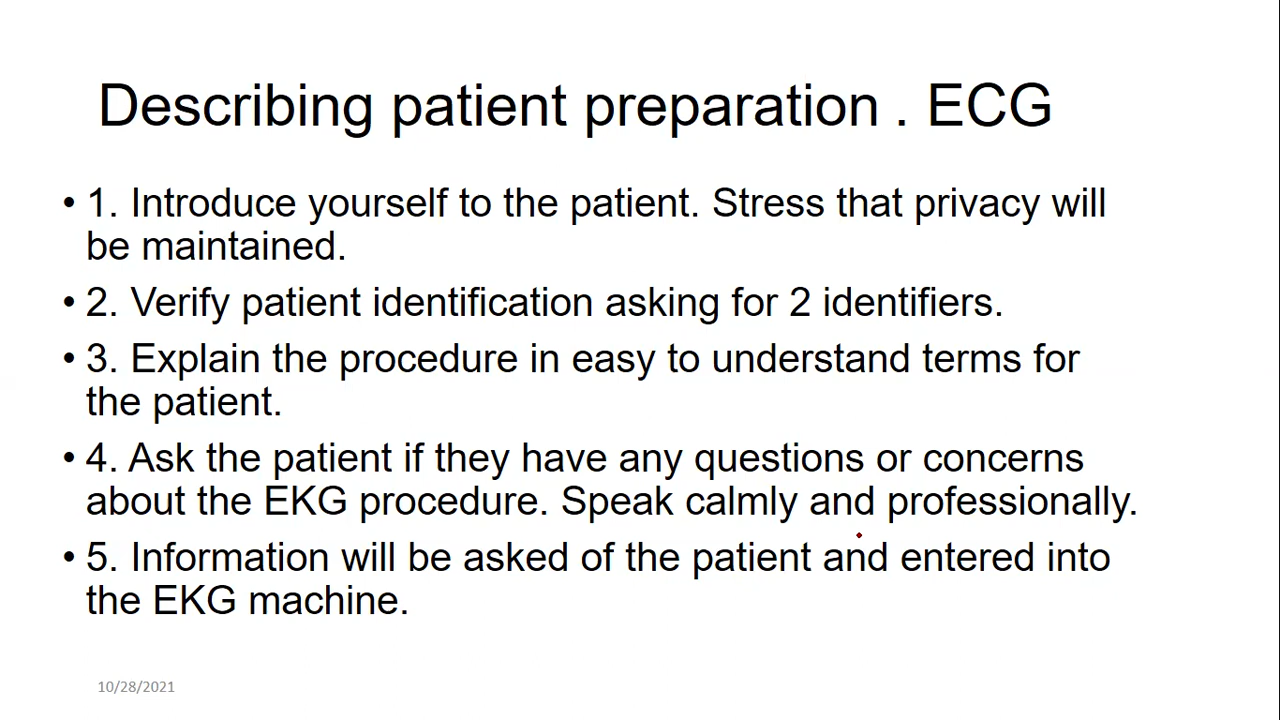 Describing patient preparation . ECG
• 1. Introduce yourself to the patient. Stress that privacy will
be maintained.
• 2. Verify patient identification asking for 2 identifiers.
• 3. Explain the procedure in easy to understand terms for
the patient.
• 4. Ask the patient if they have any questions or concerns
about the EKG procedure. Speak calmly and professionally.
• 5. Information will be asked of the patient and entered into
the EKG machine.
10/28/2021